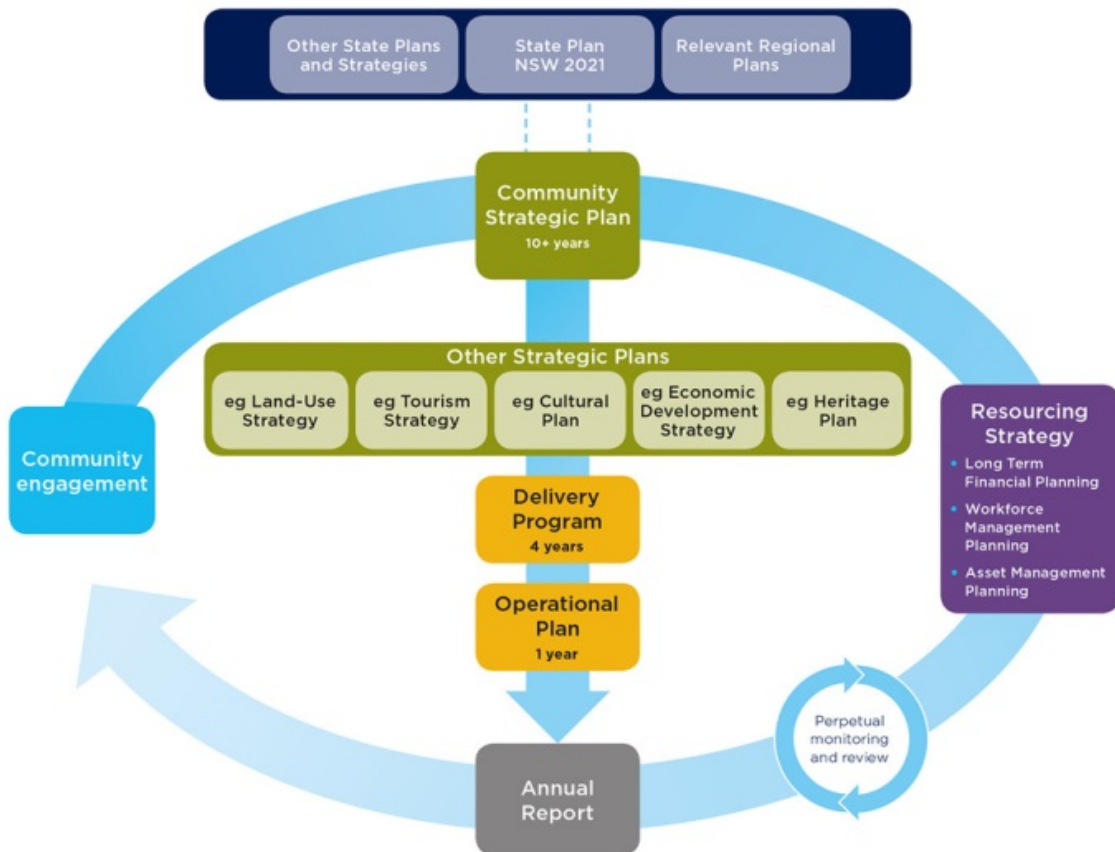 Other State Plans
and Strategies
State Plan
NSW 2021
Relevant Regional
Plans
Community
Strategic Plan
10+ years
Other Strategic Plans
eg Land-Use
Strategy
eg Tourism
Strategy
eg Cultural
Plan
eg Economic
Development
Strategy
eg Heritage
Plan
Community
engagement
Resourcing
Strategy
• Long Term
Financial Planning
• Workforce
Management
Planning
• Asset Management
Planning
Delivery
Program
4 years
Operational
Plan
1 year
Perpetual
monitoring
and review
Annual
Report